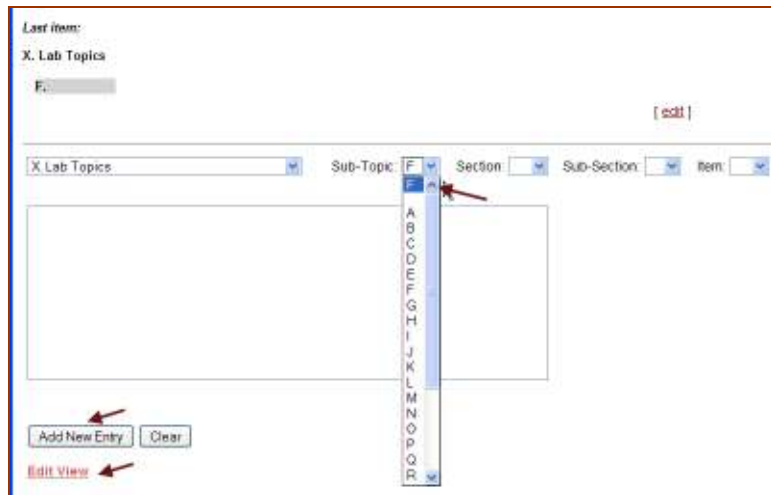 Last item:
X. Lab Topics
F.
[ edit ]
X. Lab Topics Sub-Topic: F Section: Sub-Section: Item:
F
A
B
C
D
E
F
G
H
I
J
K
L
M
N
O
P
Q
R
Add New Entry Clear
Edit View